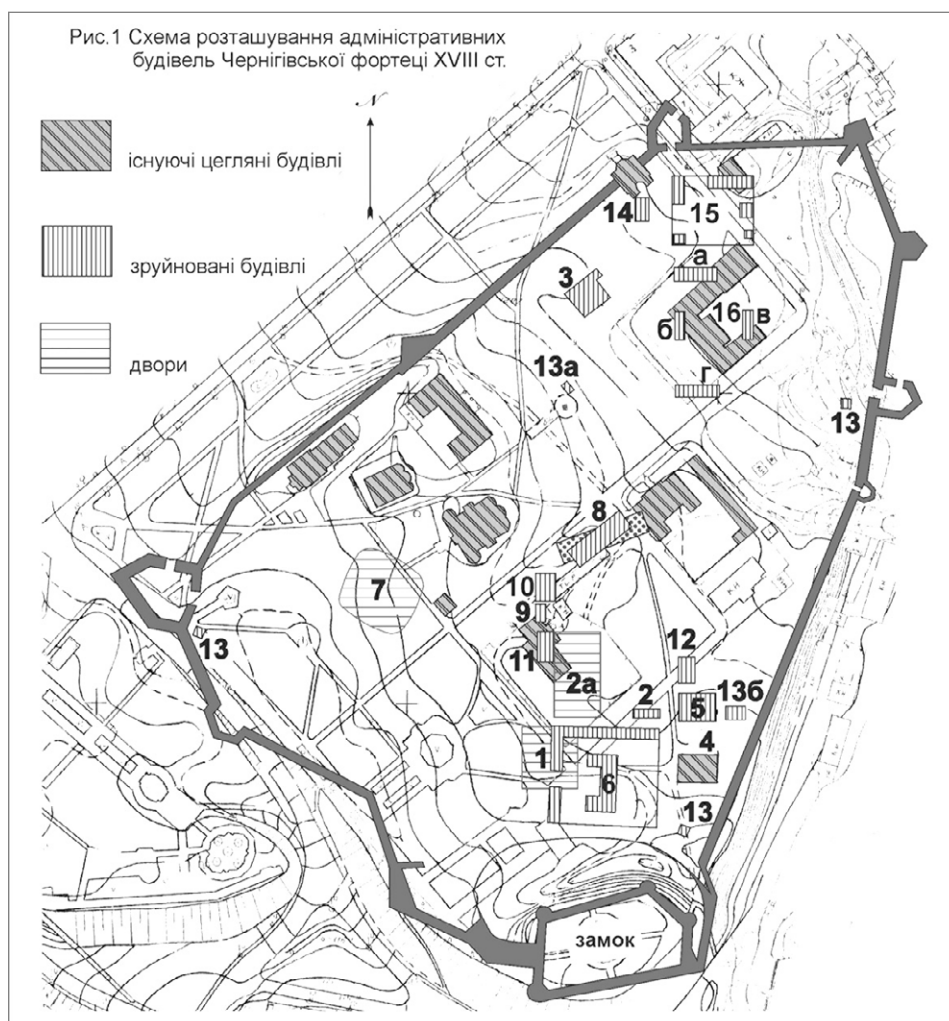 Рис.1 Схема розташування адміністративних
будівель Чернігівської фортеці XVIII ст.
N
існуючі цегляні будівлі
зруйновані будівлі
двори
14
15
а
3
16
б
в
г
13а
13
8
7
10
9
13
11
2а
12
2
5
13б
4
1
6
13
замок